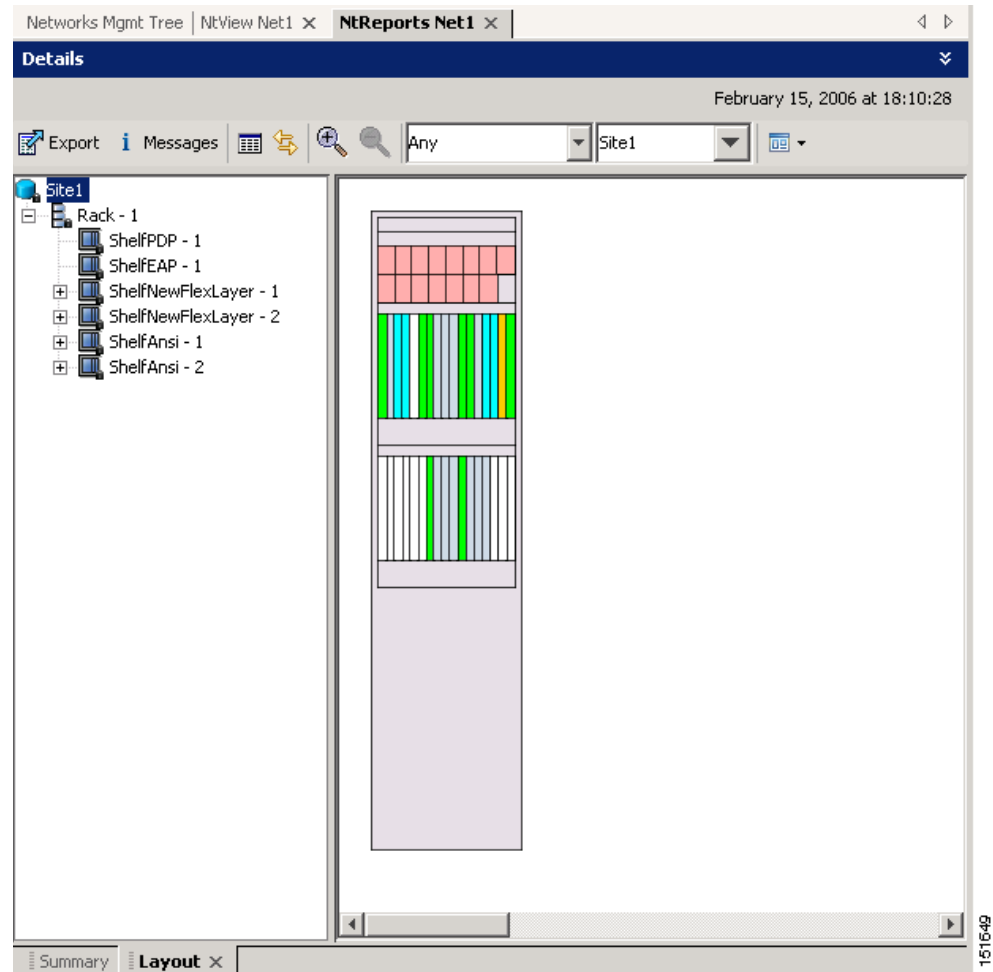 Networks Mgmt Tree NtView Net1 NtReports Net1
Details
February 15, 2006 at 18:10:28
Export i Messages Any Site1
Site1
Rack - 1
ShelfPDP - 1
ShelfEAP - 1
ShelfNewFlexLayer - 1
ShelfNewFlexLayer - 2
ShelfAnsi - 1
ShelfAnsi - 2
Summary Layout
151649